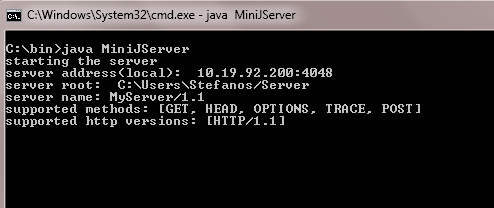 C:\Windows\System32\cmd.exe - java MiniJServer
C:\bin>java MiniJServer
starting the server
server address(local):  10.19.92.200:4048
server root:  C:\Users\Stefanos/Server
server name: MyServer/1.1
supported methods: [GET, HEAD, OPTIONS, TRACE, POST]
supported http versions: [HTTP/1.1]